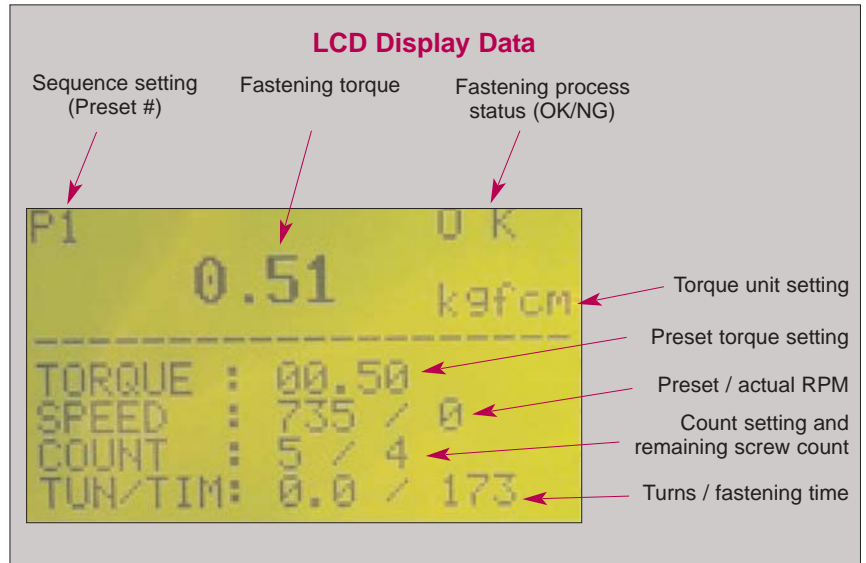 LCD Display Data
Sequence setting
(Preset #)
Fastening torque
Fastening process
status (OK/NG)
P1
O K
0.51
kgfcm
Torque unit setting
TORQUE : 00.50
Preset torque setting
SPEED : 735 / 0
Preset / actual RPM
COUNT : 5 / 4
Count setting and
remaining screw count
TUN/TIM: 0.0 / 173
Turns / fastening time